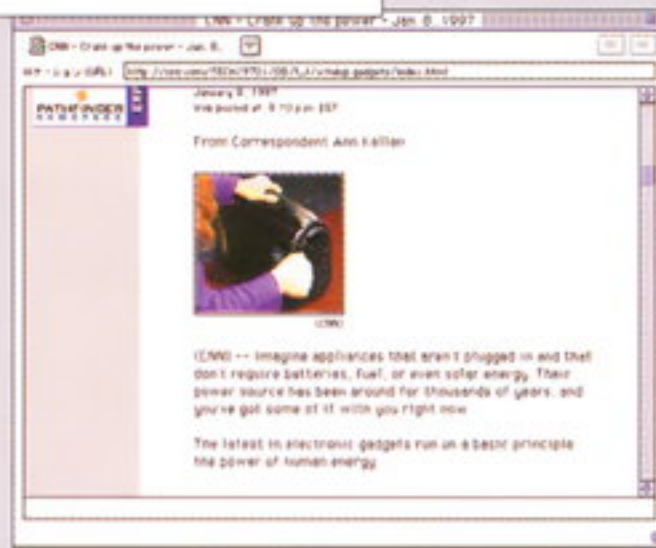 CNN - Crank up the power - Jan. 8, 1997
CNN - Crank up the power - Jan. 8,
(URL)
PATHFINDER
January 8, 1997
Web posted at: EST
From Correspondent Ann Kellan
(CNN)
(CNN) -- Imagine appliances that aren't plugged in and that
don't require batteries, fuel, or even solar energy. Their
power source has been around for thousands of years, and
you've got some of it with you right now
The latest in electronic gadgets run on a basic principle
the power of human energy